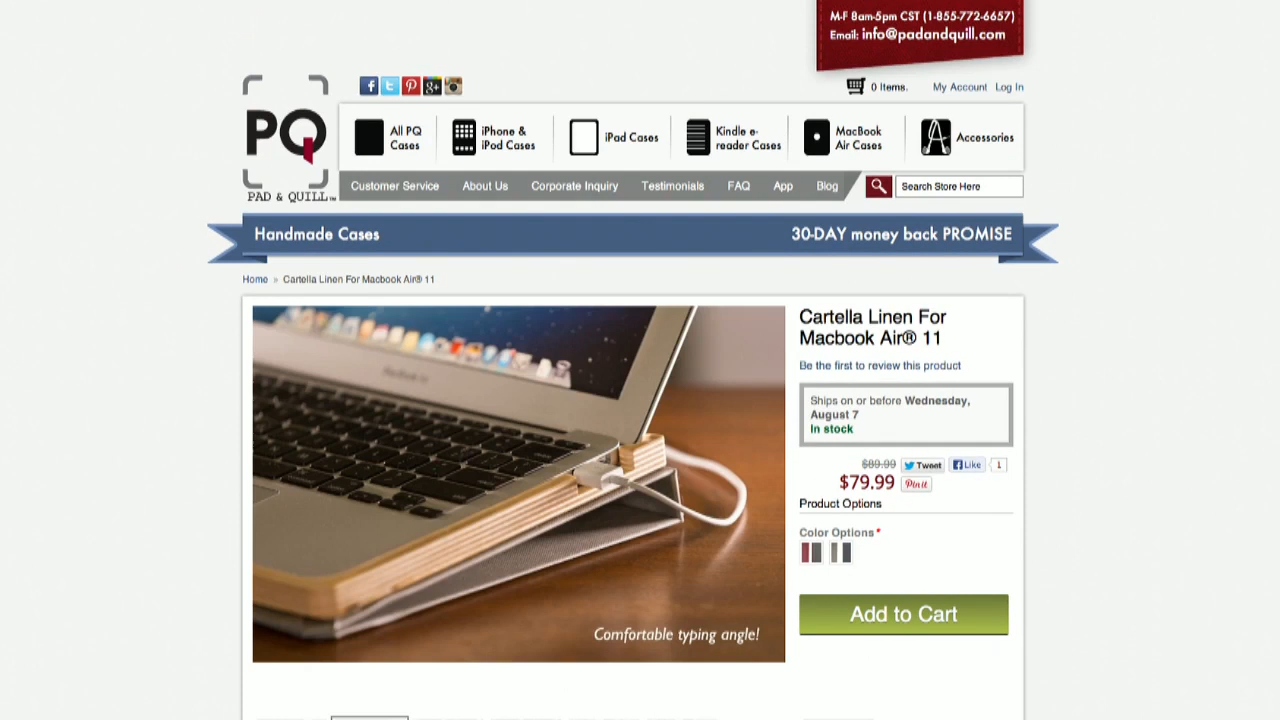 M-F 8am-5pm CST (1-855-772-6657)
Email: info@padandquill.com
0 Items.
My Account
Log In
PQ
PAD & QUILL™
All PQ
Cases
iPhone &
iPod Cases
iPad Cases
Kindle e-
reader Cases
MacBook
Air Cases
Accessories
Customer Service
About Us
Corporate Inquiry
Testimonials
FAQ
App
Blog
Search Store Here
Handmade Cases
30-DAY money back PROMISE
Home » Cartella Linen For Macbook Air® 11
Comfortable typing angle!
Cartella Linen For
Macbook Air® 11
Be the first to review this product
Ships on or before Wednesday,
August 7
In stock
$89.99
Tweet
Like
1
$79.99
Pin it
Product Options
Color Options*
Add to Cart